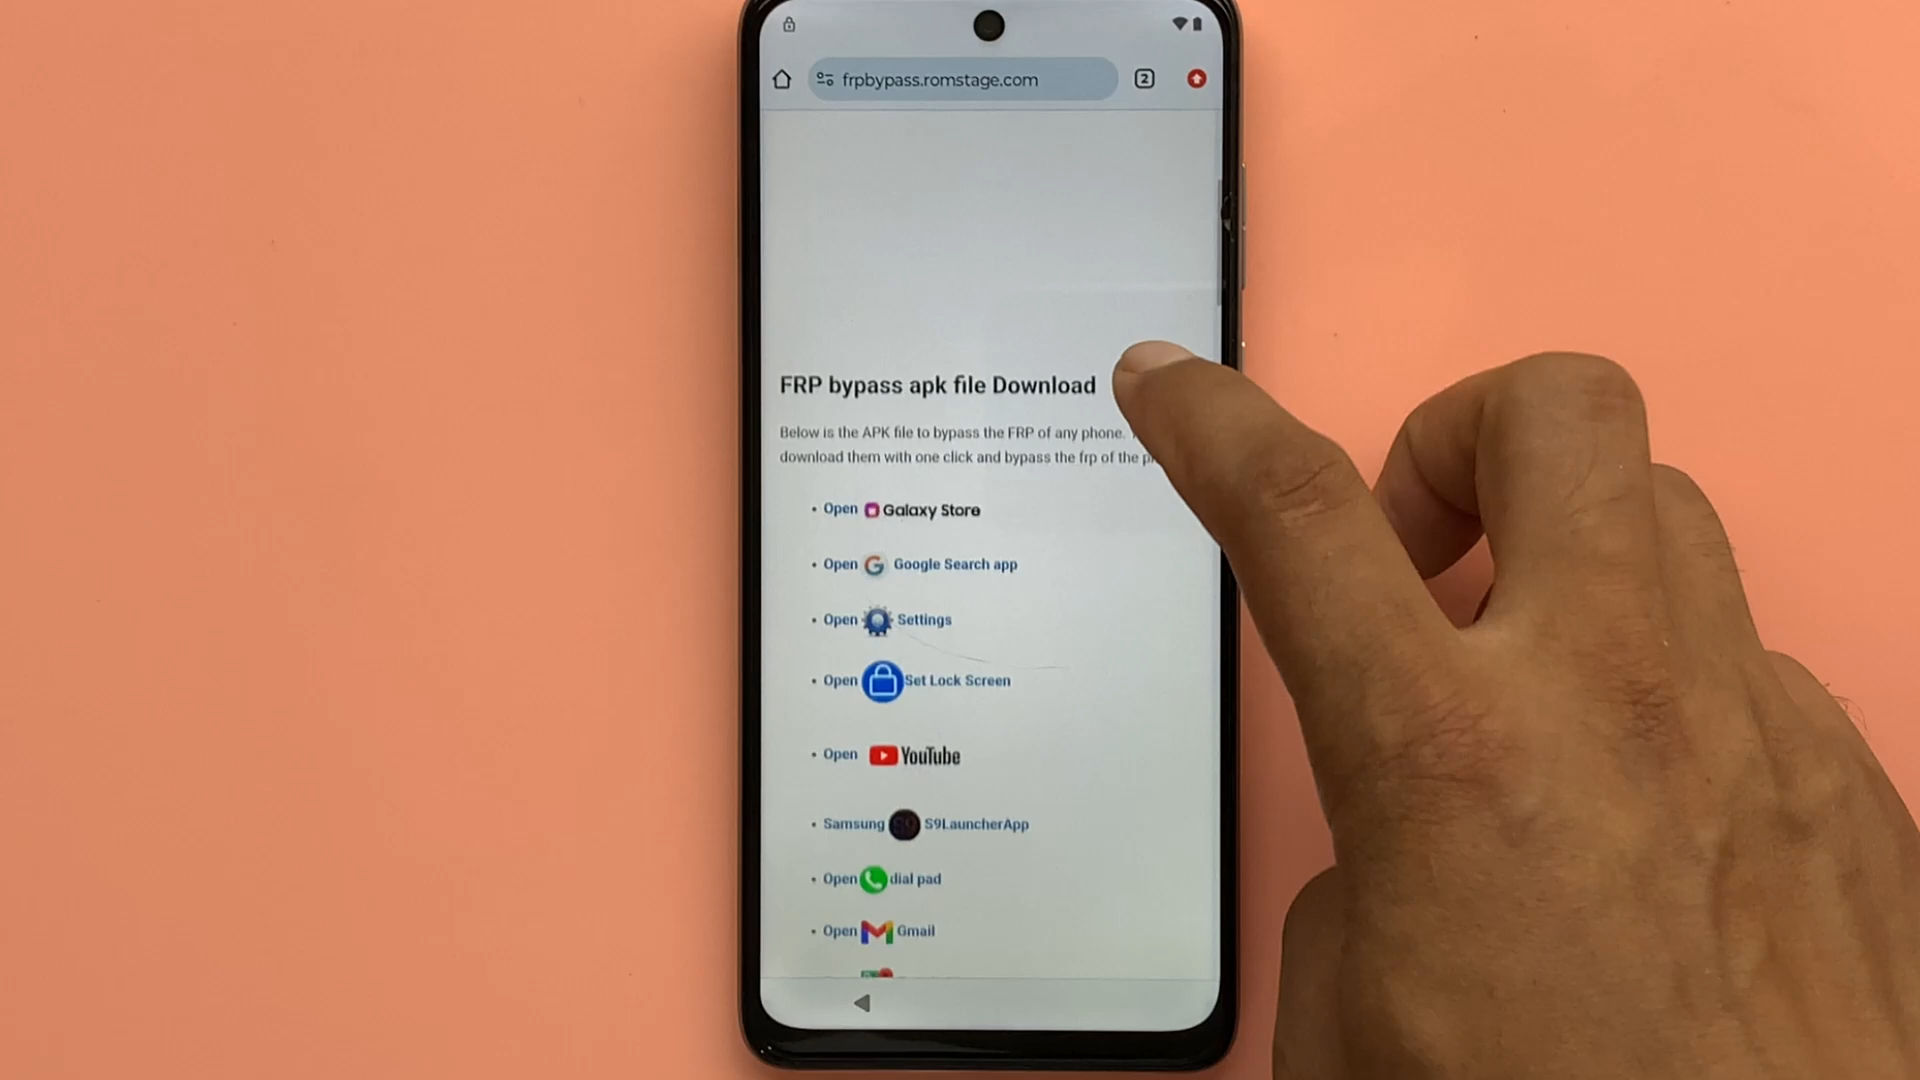 frpbypass.romstage.com
2
FRP bypass apk file Download
Below is the APK file to bypass the FRP of any phone.
download them with one click and bypass the frp of the
• Open Galaxy Store
• Open Google Search app
• Open Settings
• Open Set Lock Screen
• Open YouTube
• Samsung S9LauncherApp
• Open dial pad
• Open Gmail